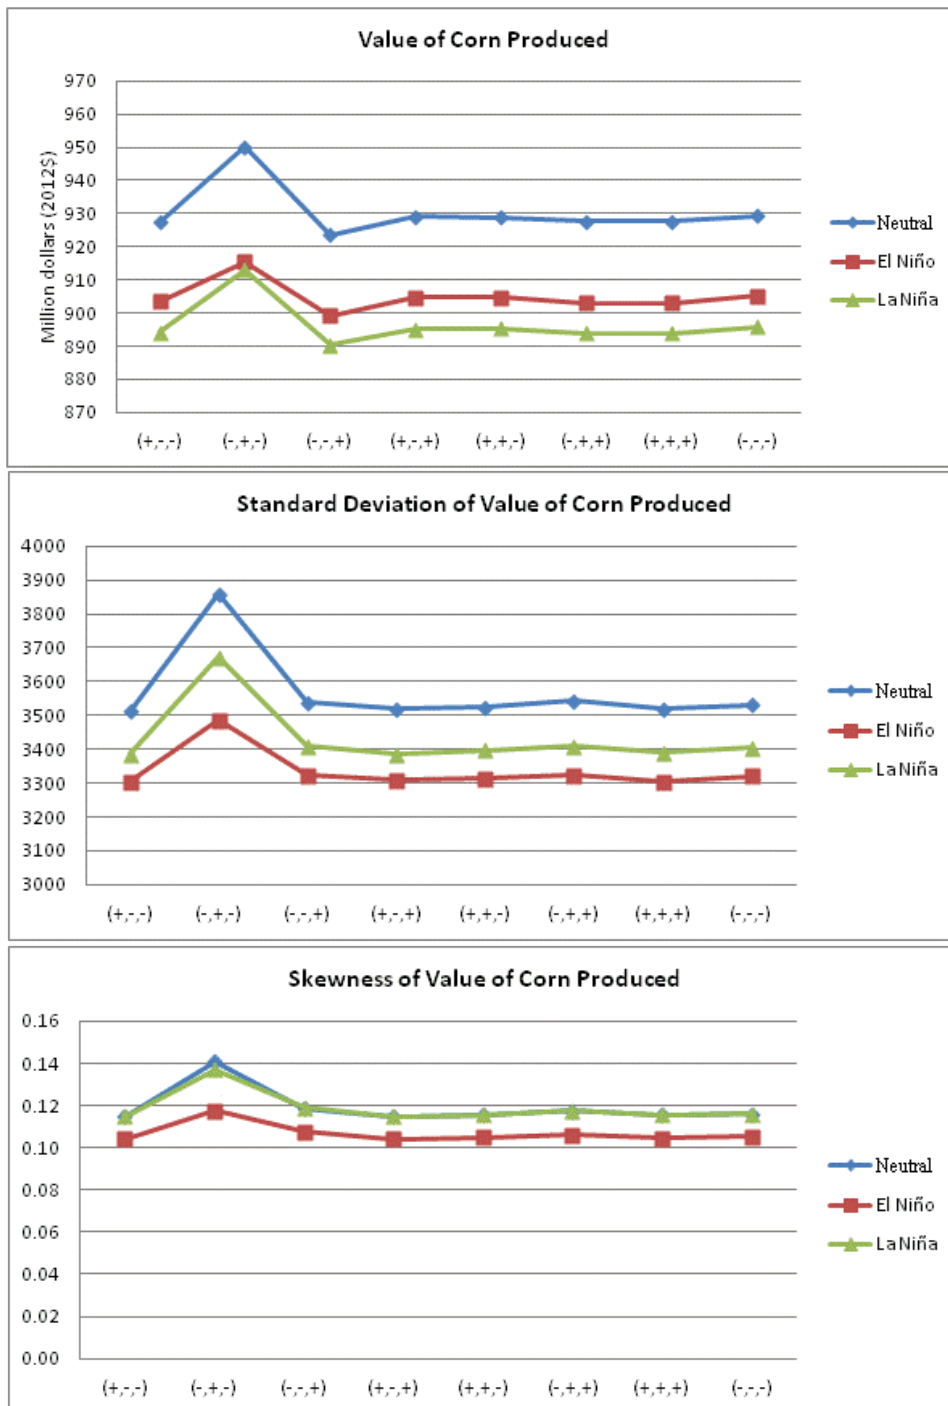 Value of Corn Produced
Million dollars (2012$)
970
960
950
940
930
920
910
900
890
880
870
(+,-,-) (-,+,-) (-,-,+) (+,-,+) (+,+,-) (-,+,+) (+,+,+) (-,-,-)
Neutral
El Niño
La Niña
Standard Deviation of Value of Corn Produced
4000
3900
3800
3700
3600
3500
3400
3300
3200
3100
3000
(+,-,-) (-,+,-) (-,-,+) (+,-,+) (+,+,-) (-,+,+) (+,+,+) (-,-,-)
Neutral
El Niño
La Niña
Skewness of Value of Corn Produced
0.16
0.14
0.12
0.10
0.08
0.06
0.04
0.02
0.00
(+,-,-) (-,+,-) (-,-,+) (+,-,+) (+,+,-) (-,+,+) (+,+,+) (-,-,-)
Neutral
El Niño
La Niña